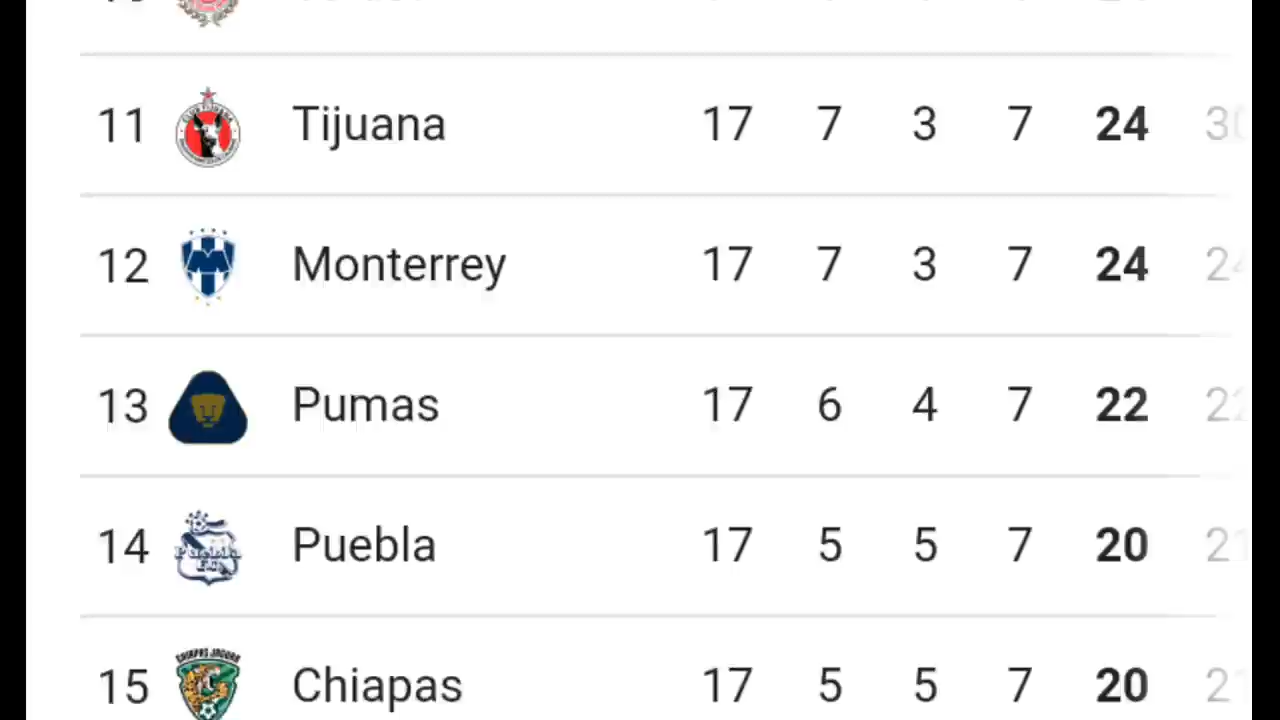 11 Tijuana 17 7 3 7 24
12 Monterrey 17 7 3 7 24
13 Pumas 17 6 4 7 22
14 Puebla 17 5 5 7 20
15 Chiapas 17 5 5 7 20